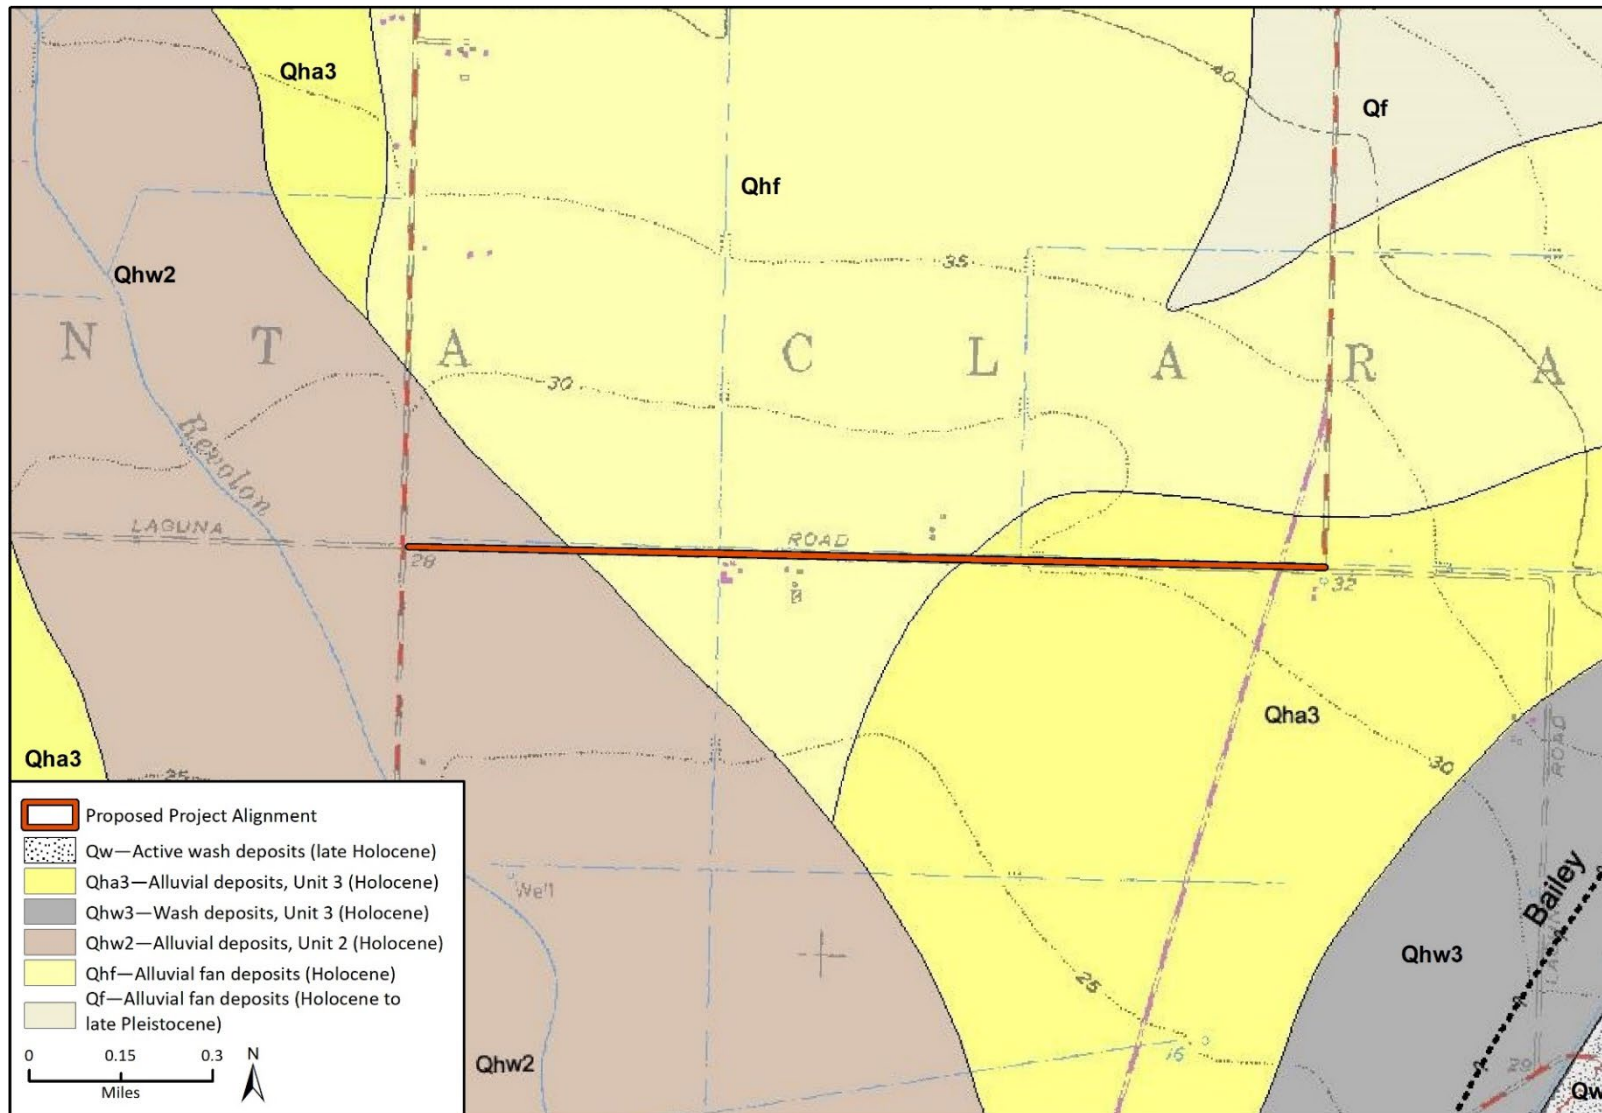 Qha3
40
Qf
Qhf
35
Qhw2
N T A C L A R A
30
Revolon
LAGUNA ROAD
28
32
Qha3
Qha3
30
ROAD
25
Proposed Project Alignment
Qw—Active wash deposits (late Holocene)
Qha3—Alluvial deposits, Unit 3 (Holocene)
Qhw3—Wash deposits, Unit 3 (Holocene)
Qhw2—Alluvial deposits, Unit 2 (Holocene)
Qhf—Alluvial fan deposits (Holocene)
Qf—Alluvial fan deposits (Holocene to
late Pleistocene)
0 0.15 0.3
Miles
N
Well
Bailey
Qhw3
25
16
Qhw2
29
Qw